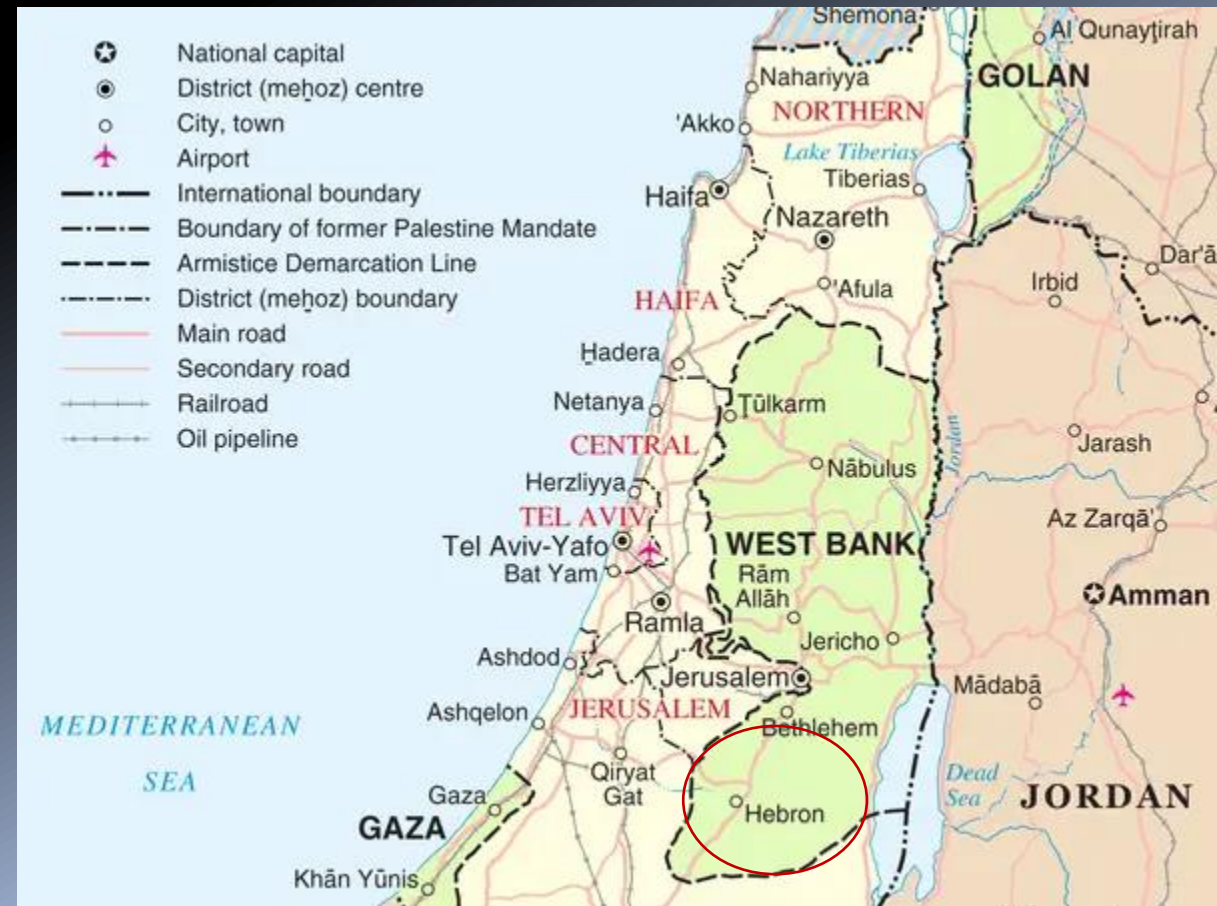 National capital
District (meḥoz) centre
City, town
Airport
International boundary
Boundary of former Palestine Mandate
Armistice Demarcation Line
District (meḥoz) boundary
Main road
Secondary road
Railroad
Oil pipeline
Shemona
Al Qunayţirah
GOLAN
Nahariyya
NORTHERN
'Akko
Lake Tiberias
Tiberias
Haifa
Nazareth
Dar'ā
'Afula
Irbid
HAIFA
Ḥadera
Netanya
Ţūlkarm
CENTRAL
Jarash
Jordan
Nābulus
Herzliyya
TEL AVIV
Az Zarqā'
Tel Aviv-Yafo
WEST BANK
Bat Yam
Rām
Allāh
Amman
Ramla
Jericho
Ashdod
Jerusalem
Mādabā
JERUSALEM
Ashqelon
MEDITERRANEAN
SEA
Bethlehem
Qiryat
Gat
Dead
Sea
JORDAN
Gaza
Hebron
GAZA
Khān Yūnis